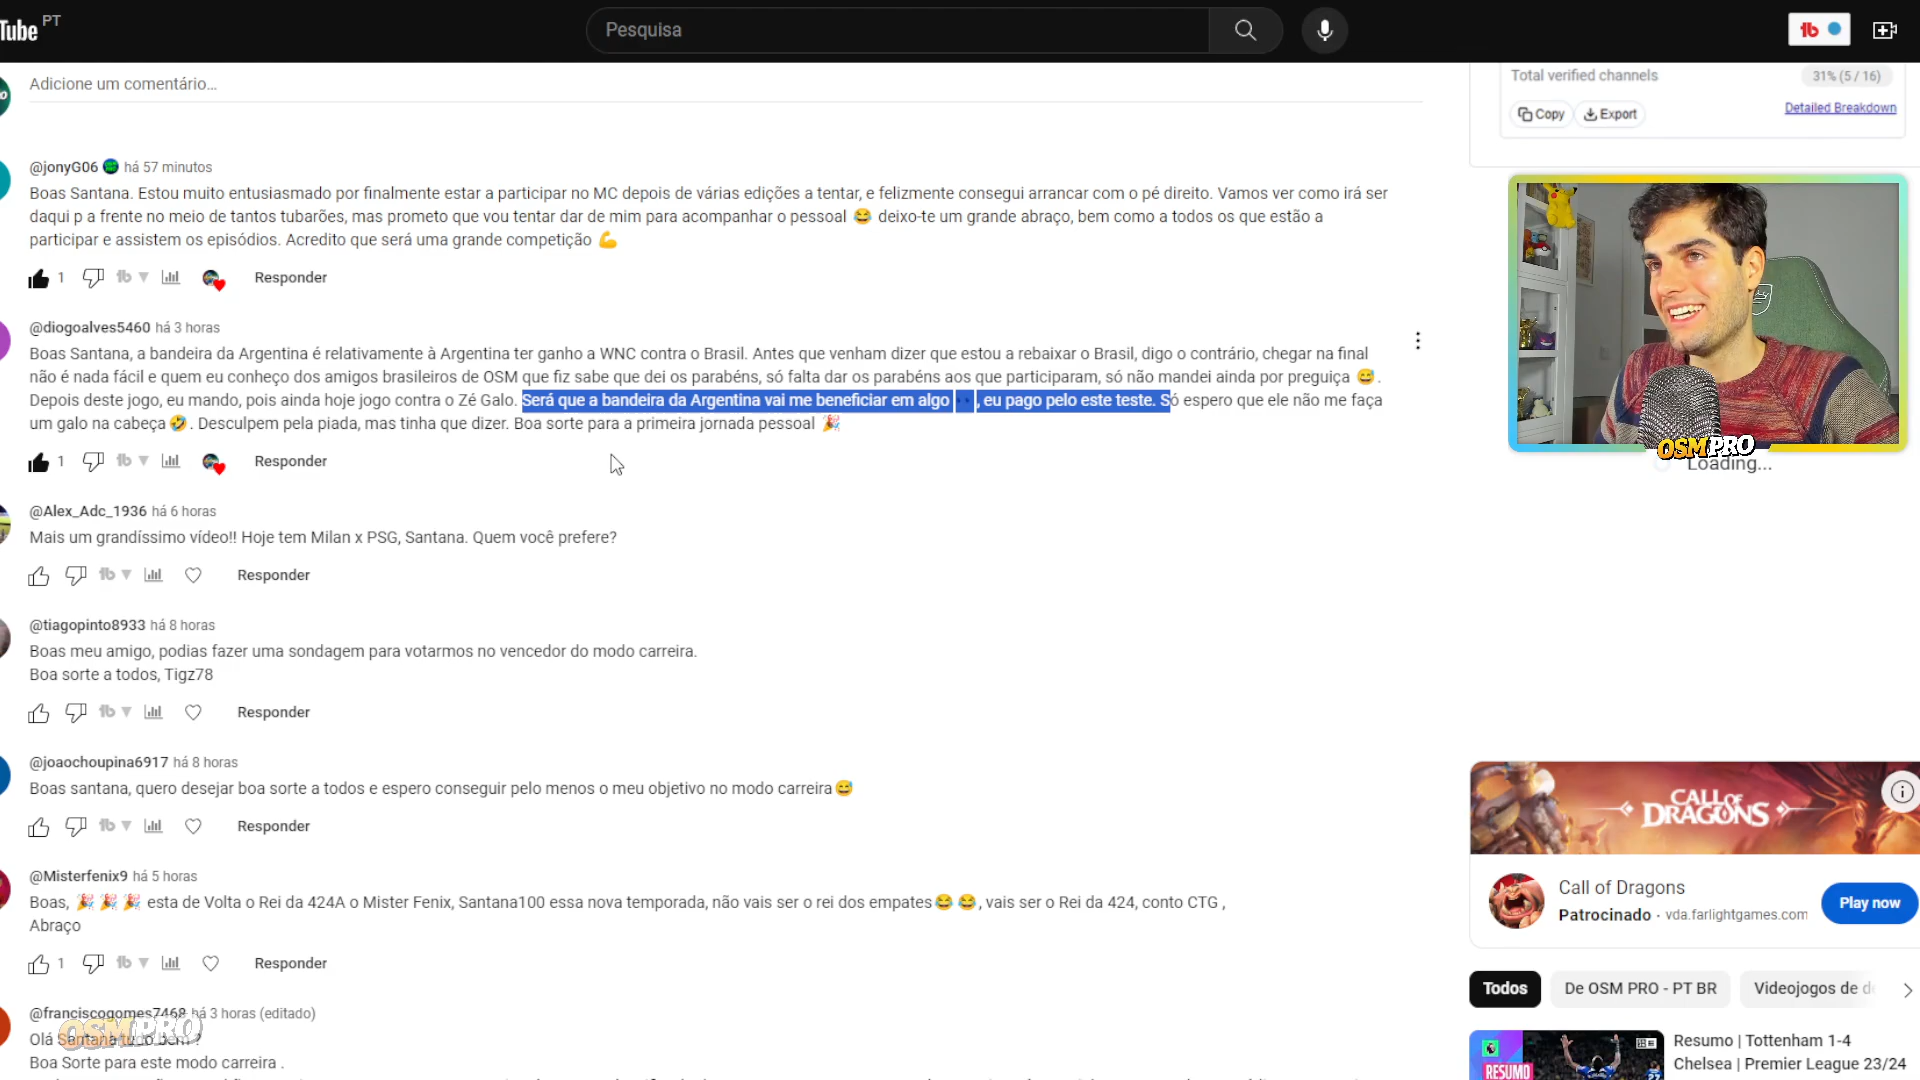 Tube PT
Pesquisa
Adicione um comentário...
@jonyG06 há 57 minutos
Boas Santana. Estou muito entusiasmado por finalmente estar a participar no MC depois de várias edições a tentar, e felizmente consegui arrancar com o pé direito. Vamos ver como irá ser
daqui p a frente no meio de tantos tubarões, mas prometo que vou tentar dar de mim para acompanhar o pessoal 😂 deixo-te um grande abraço, bem como a todos os que estão a
participar e assistem os episódios. Acredito que será uma grande competição 💪
1 Responder
@diogoalves5460 há 3 horas
Boas Santana, a bandeira da Argentina é relativamente à Argentina ter ganho a WNC contra o Brasil. Antes que venham dizer que estou a rebaixar o Brasil, digo o contrário, chegar na final
não é nada fácil e quem eu conheço dos amigos brasileiros de OSM que fiz sabe que dei os parabéns, só falta dar os parabéns aos que participaram, só não mandei ainda por preguiça 😅.
Depois deste jogo, eu mando, pois ainda hoje jogo contra o Zé Galo. Será que a bandeira da Argentina vai me beneficiar em algo 👀, eu pago pelo este teste. Só espero que ele não me faça
um galo na cabeça🤣. Desculpem pela piada, mas tinha que dizer. Boa sorte para a primeira jornada pessoal 🎉
1 Responder
@Alex_Adc_1936 há 6 horas
Mais um grandíssimo vídeo!! Hoje tem Milan x PSG, Santana. Quem você prefere?
Responder
@tiagopinto8933 há 8 horas
Boas meu amigo, podias fazer uma sondagem para votarmos no vencedor do modo carreira.
Boa sorte a todos, Tigz78
Responder
@joaochoupina6917 há 8 horas
Boas santana, quero desejar boa sorte a todos e espero conseguir pelo menos o meu objetivo no modo carreira😅
Responder
@Misterfenix9 há 5 horas
Boas, 🎉 🎉 🎉 esta de Volta o Rei da 424A o Mister Fenix, Santana100 essa nova temporada, não vais ser o rei dos empates😂 😂, vais ser o Rei da 424, conto CTG ,
Abraço
1 Responder
@franciscogomes7468 há 3 horas (editado)
Olá Santana tudo bem ?
OSM PRO
Boa Sorte para este modo carreira .
Total verified channels 31% (5 / 16)
Copy Export Detailed Breakdown
OSM PRO
Loading...
CALL OF
DRAGONS
Call of Dragons
Patrocinado · vda.farlightgames.com
Play now
Todos De OSM PRO - PT BR Videojogos de
Resumo | Tottenham 1-4
Chelsea | Premier League 23/24
RESUMO